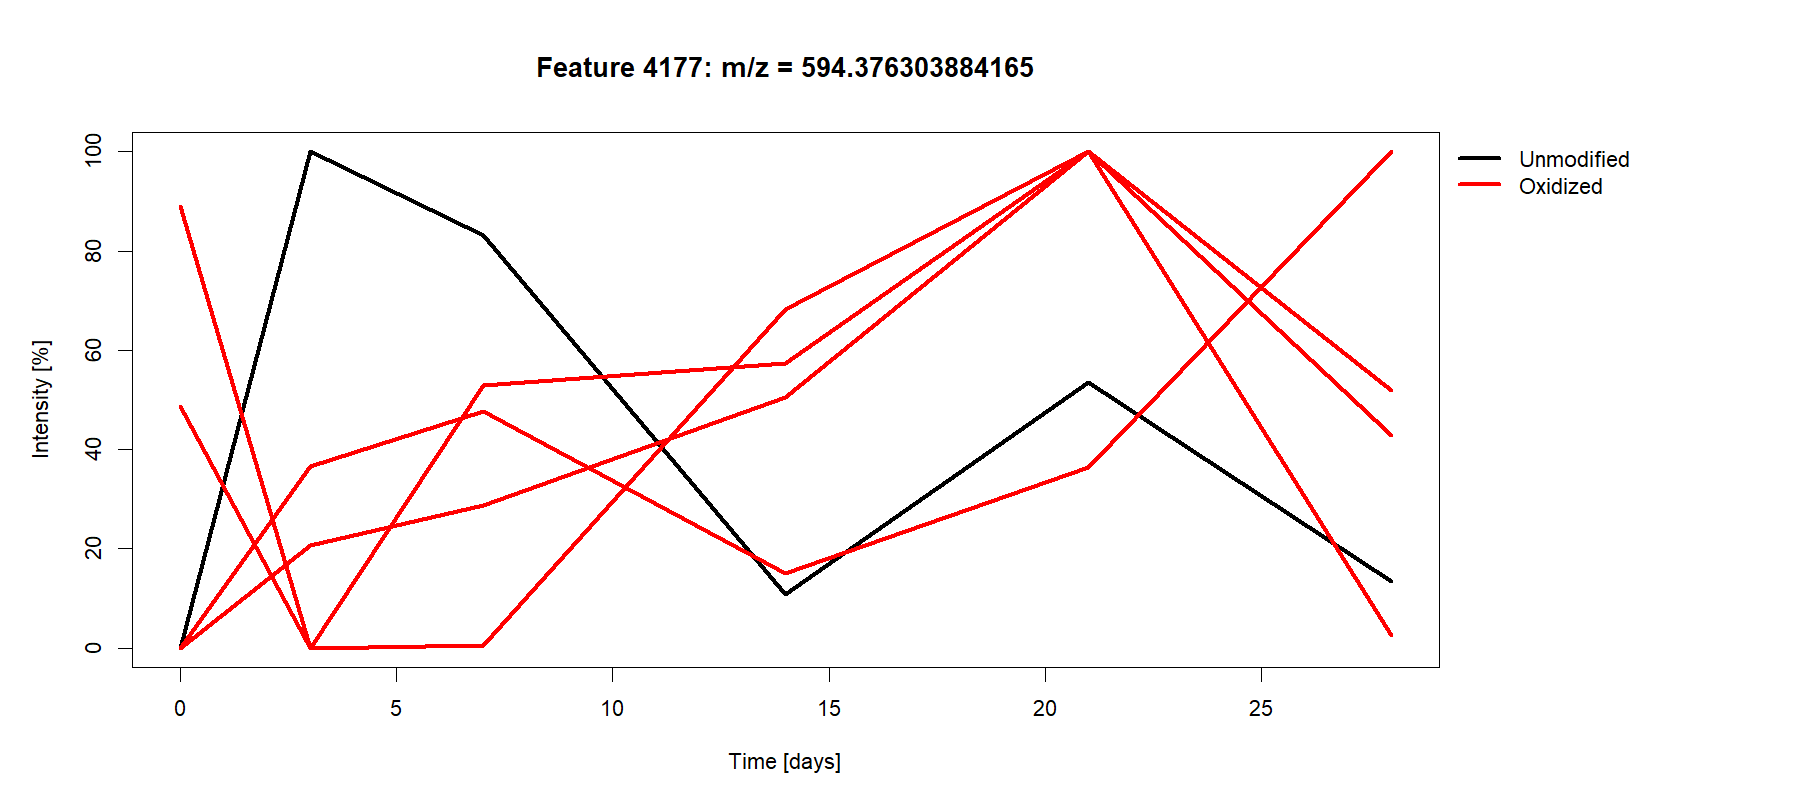 Feature 4177: m/z = 594.376303884165
Unmodified
Oxidized
100
80
60
40
20
0
Intensity [%]
0 5 10 15 20 25
Time [days]